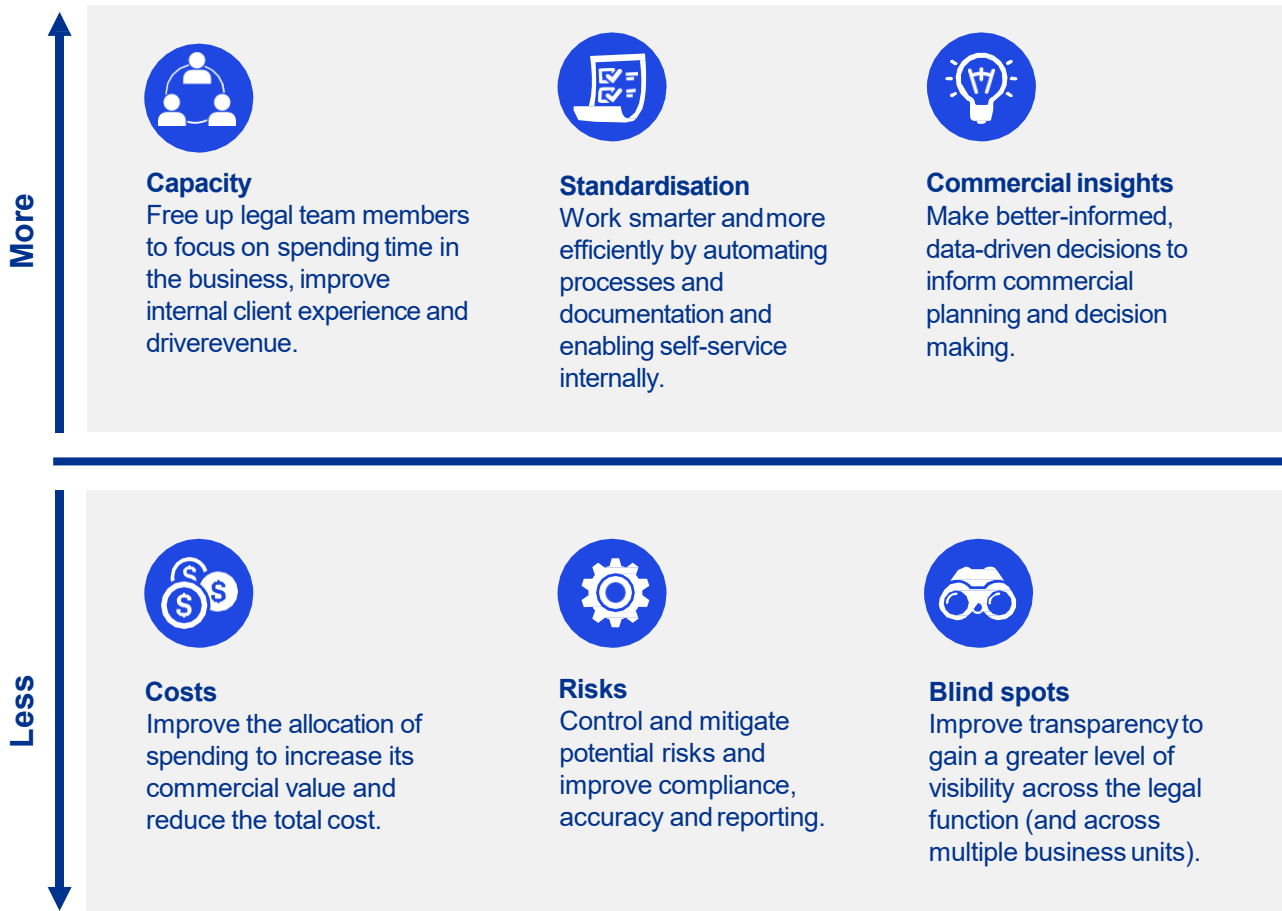 More
Capacity
Free up legal team members
to focus on spending time in
the business, improve
internal client experience and
driverevenue.
Standardisation
Work smarter andmore
efficiently by automating
processes and
documentation and
enabling self-service
internally.
Commercial insights
Make better-informed,
data-driven decisions to
inform commercial
planning and decision
making.
Less
$
$
$
Costs
Improve the allocation of
spending to increase its
commercial value and
reduce the total cost.
Risks
Control and mitigate
potential risks and
improve compliance,
accuracy and reporting.
Blind spots
Improve transparency to
gain a greater level of
visibility across the legal
function (and across
multiple business units).